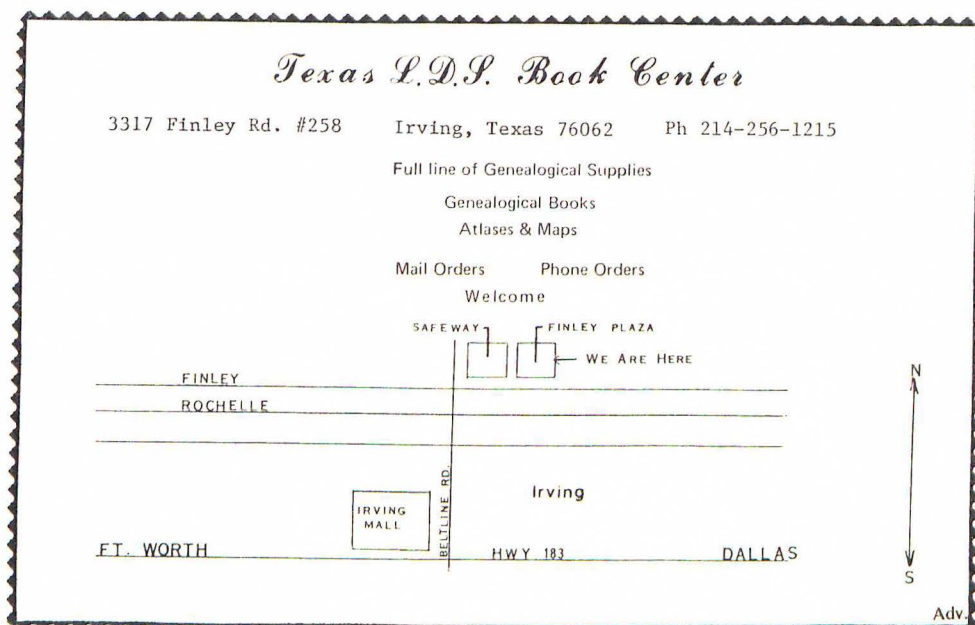 Texas L.D.S. Book Center
3317 Finley Rd. #258 Irving, Texas 76062 Ph 214-256-1215
Full line of Genealogical Supplies
Genealogical Books
Atlases & Maps
Mail Orders Phone Orders
Welcome
SAFEWAY FINLEY PLAZA
WE ARE HERE
FINLEY
N
ROCHELLE
BELTLINE RD.
Irving
IRVING
MALL
FT. WORTH HWY 183 DALLAS
S
Adv.